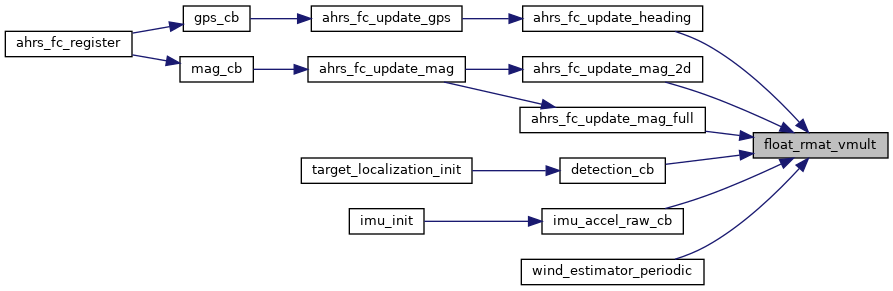 gps_cb
ahrs_fc_update_gps
ahrs_fc_update_heading
ahrs_fc_register
mag_cb
ahrs_fc_update_mag
ahrs_fc_update_mag_2d
ahrs_fc_update_mag_full
float_rmat_vmult
target_localization_init
detection_cb
imu_init
imu_accel_raw_cb
wind_estimator_periodic